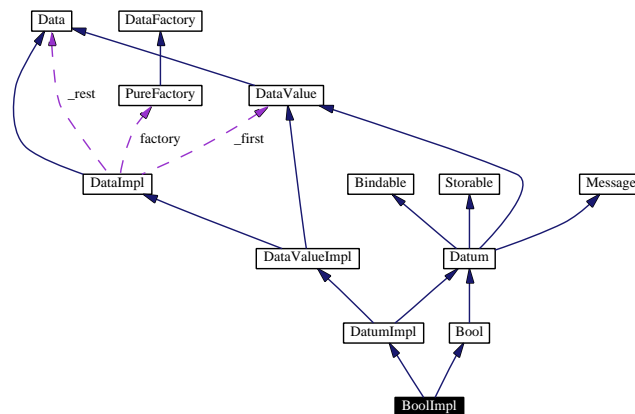 Data
DataFactory
_rest
PureFactory
DataValue
factory
_first
DataImpl
Bindable
Storable
Message
DataValueImpl
Datum
DatumImpl
Bool
BoolImpl